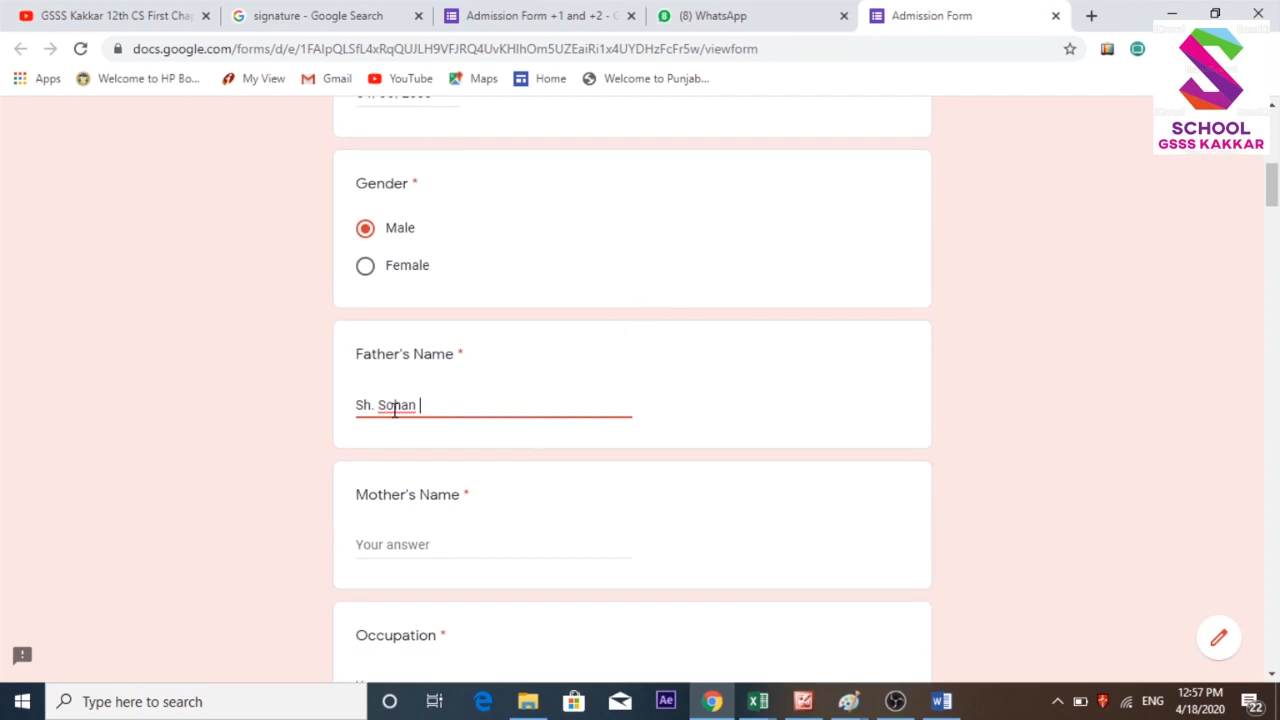 GSSS Kakkar 12th CS First Cha
signature - Google Search
Admission Form +1 and +2 - G
(8) WhatsApp
Admission Form
docs.google.com/forms/d/e/1FAIpQLSfL4xRqQUJLH9VFJRQ4UvKHIhOm5UZEaiRi1x4UYDHzFcFr5w/viewform
Apps
Welcome to HP Bo...
My View
Gmail
YouTube
Maps
Home
Welcome to Punjab...
SCHOOL
GSSS KAKKAR
Gender *
Male
Female
Father's Name *
Sh. Sohan
Mother's Name *
Your answer
Occupation *
Type here to search
Ae
ENG
12:57 PM
4/18/2020
22